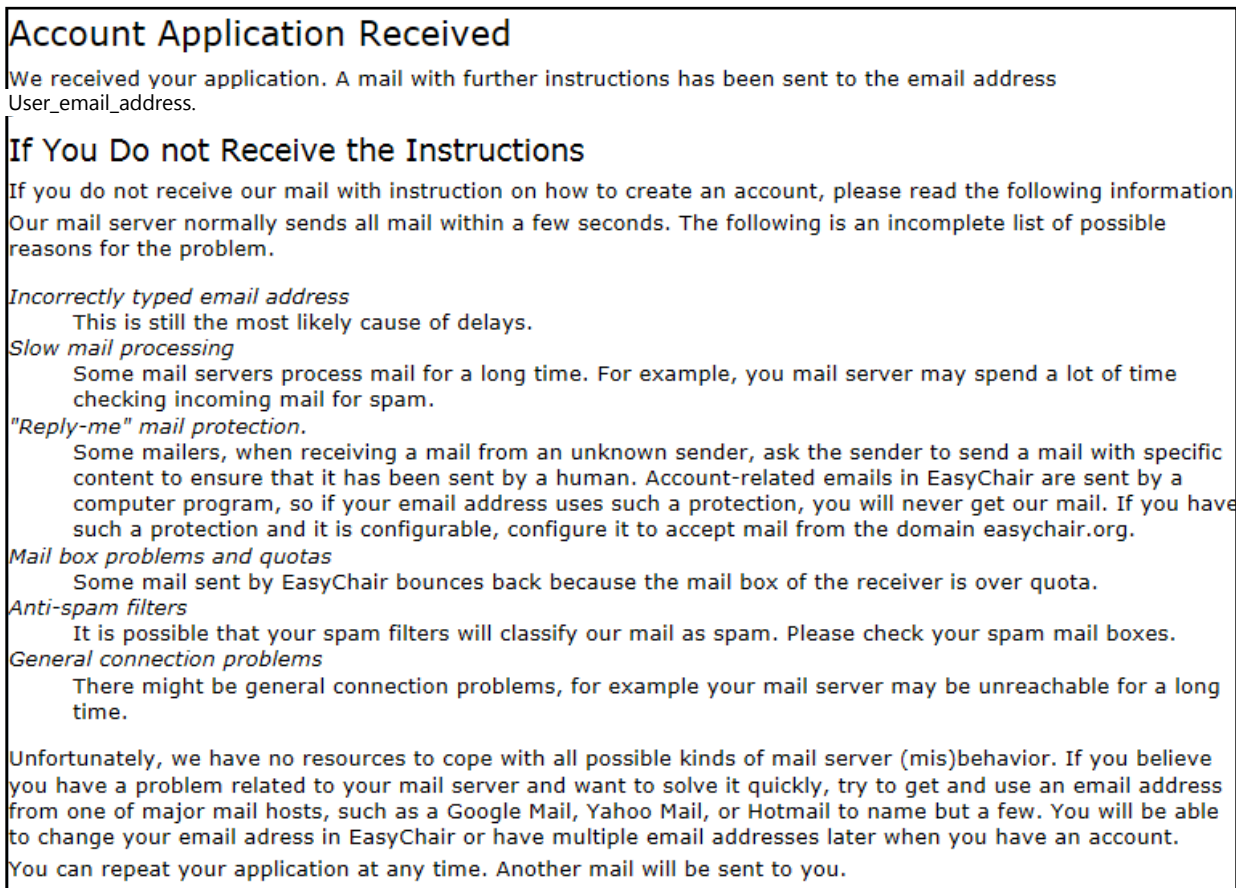 Account Application Received
We received your application. A mail with further instructions has been sent to the email address
User_email_address.
If You Do not Receive the Instructions
If you do not receive our mail with instruction on how to create an account, please read the following information
Our mail server normally sends all mail within a few seconds. The following is an incomplete list of possible
reasons for the problem.
Incorrectly typed email address
This is still the most likely cause of delays.
Slow mail processing
Some mail servers process mail for a long time. For example, you mail server may spend a lot of time
checking incoming mail for spam.
"Reply-me" mail protection.
Some mailers, when receiving a mail from an unknown sender, ask the sender to send a mail with specific
content to ensure that it has been sent by a human. Account-related emails in EasyChair are sent by a
computer program, so if your email address uses such a protection, you will never get our mail. If you have
such a protection and it is configurable, configure it to accept mail from the domain easychair.org.
Mail box problems and quotas
Some mail sent by EasyChair bounces back because the mail box of the receiver is over quota.
Anti-spam filters
It is possible that your spam filters will classify our mail as spam. Please check your spam mail boxes.
General connection problems
There might be general connection problems, for example your mail server may be unreachable for a long
time.
Unfortunately, we have no resources to cope with all possible kinds of mail server (mis)behavior. If you believe
you have a problem related to your mail server and want to solve it quickly, try to get and use an email address
from one of major mail hosts, such as a Google Mail, Yahoo Mail, or Hotmail to name but a few. You will be able
to change your email adress in EasyChair or have multiple email addresses later when you have an account.
You can repeat your application at any time. Another mail will be sent to you.